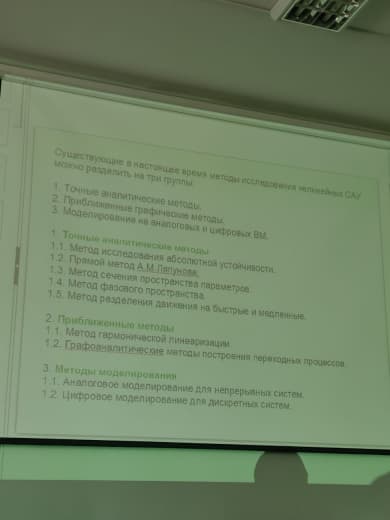 Существующие в настоящее время методы исследования нелинейных САУ
можно разделить на три группы:
1. Точные аналитические методы.
2. Приближенные графические методы.
3. Моделирование на аналоговых и цифровых ВМ.
1. Точные аналитические методы
1.1. Метод исследования абсолютной устойчивости.
1.2. Прямой метод А.М.Ляпунова.
1.3. Метод сечения пространства параметров.
1.4. Метод фазового пространства.
1.5. Метод разделения движения на быстрые и медленные.
2. Приближенные методы
1.1. Метод гармонической линеаризации.
1.2. Графоаналитические методы построения переходных процессов.
3. Методы моделирования
1.1. Аналоговое моделирование для непрерывных систем.
1.2. Цифровое моделирование для дискретных систем.